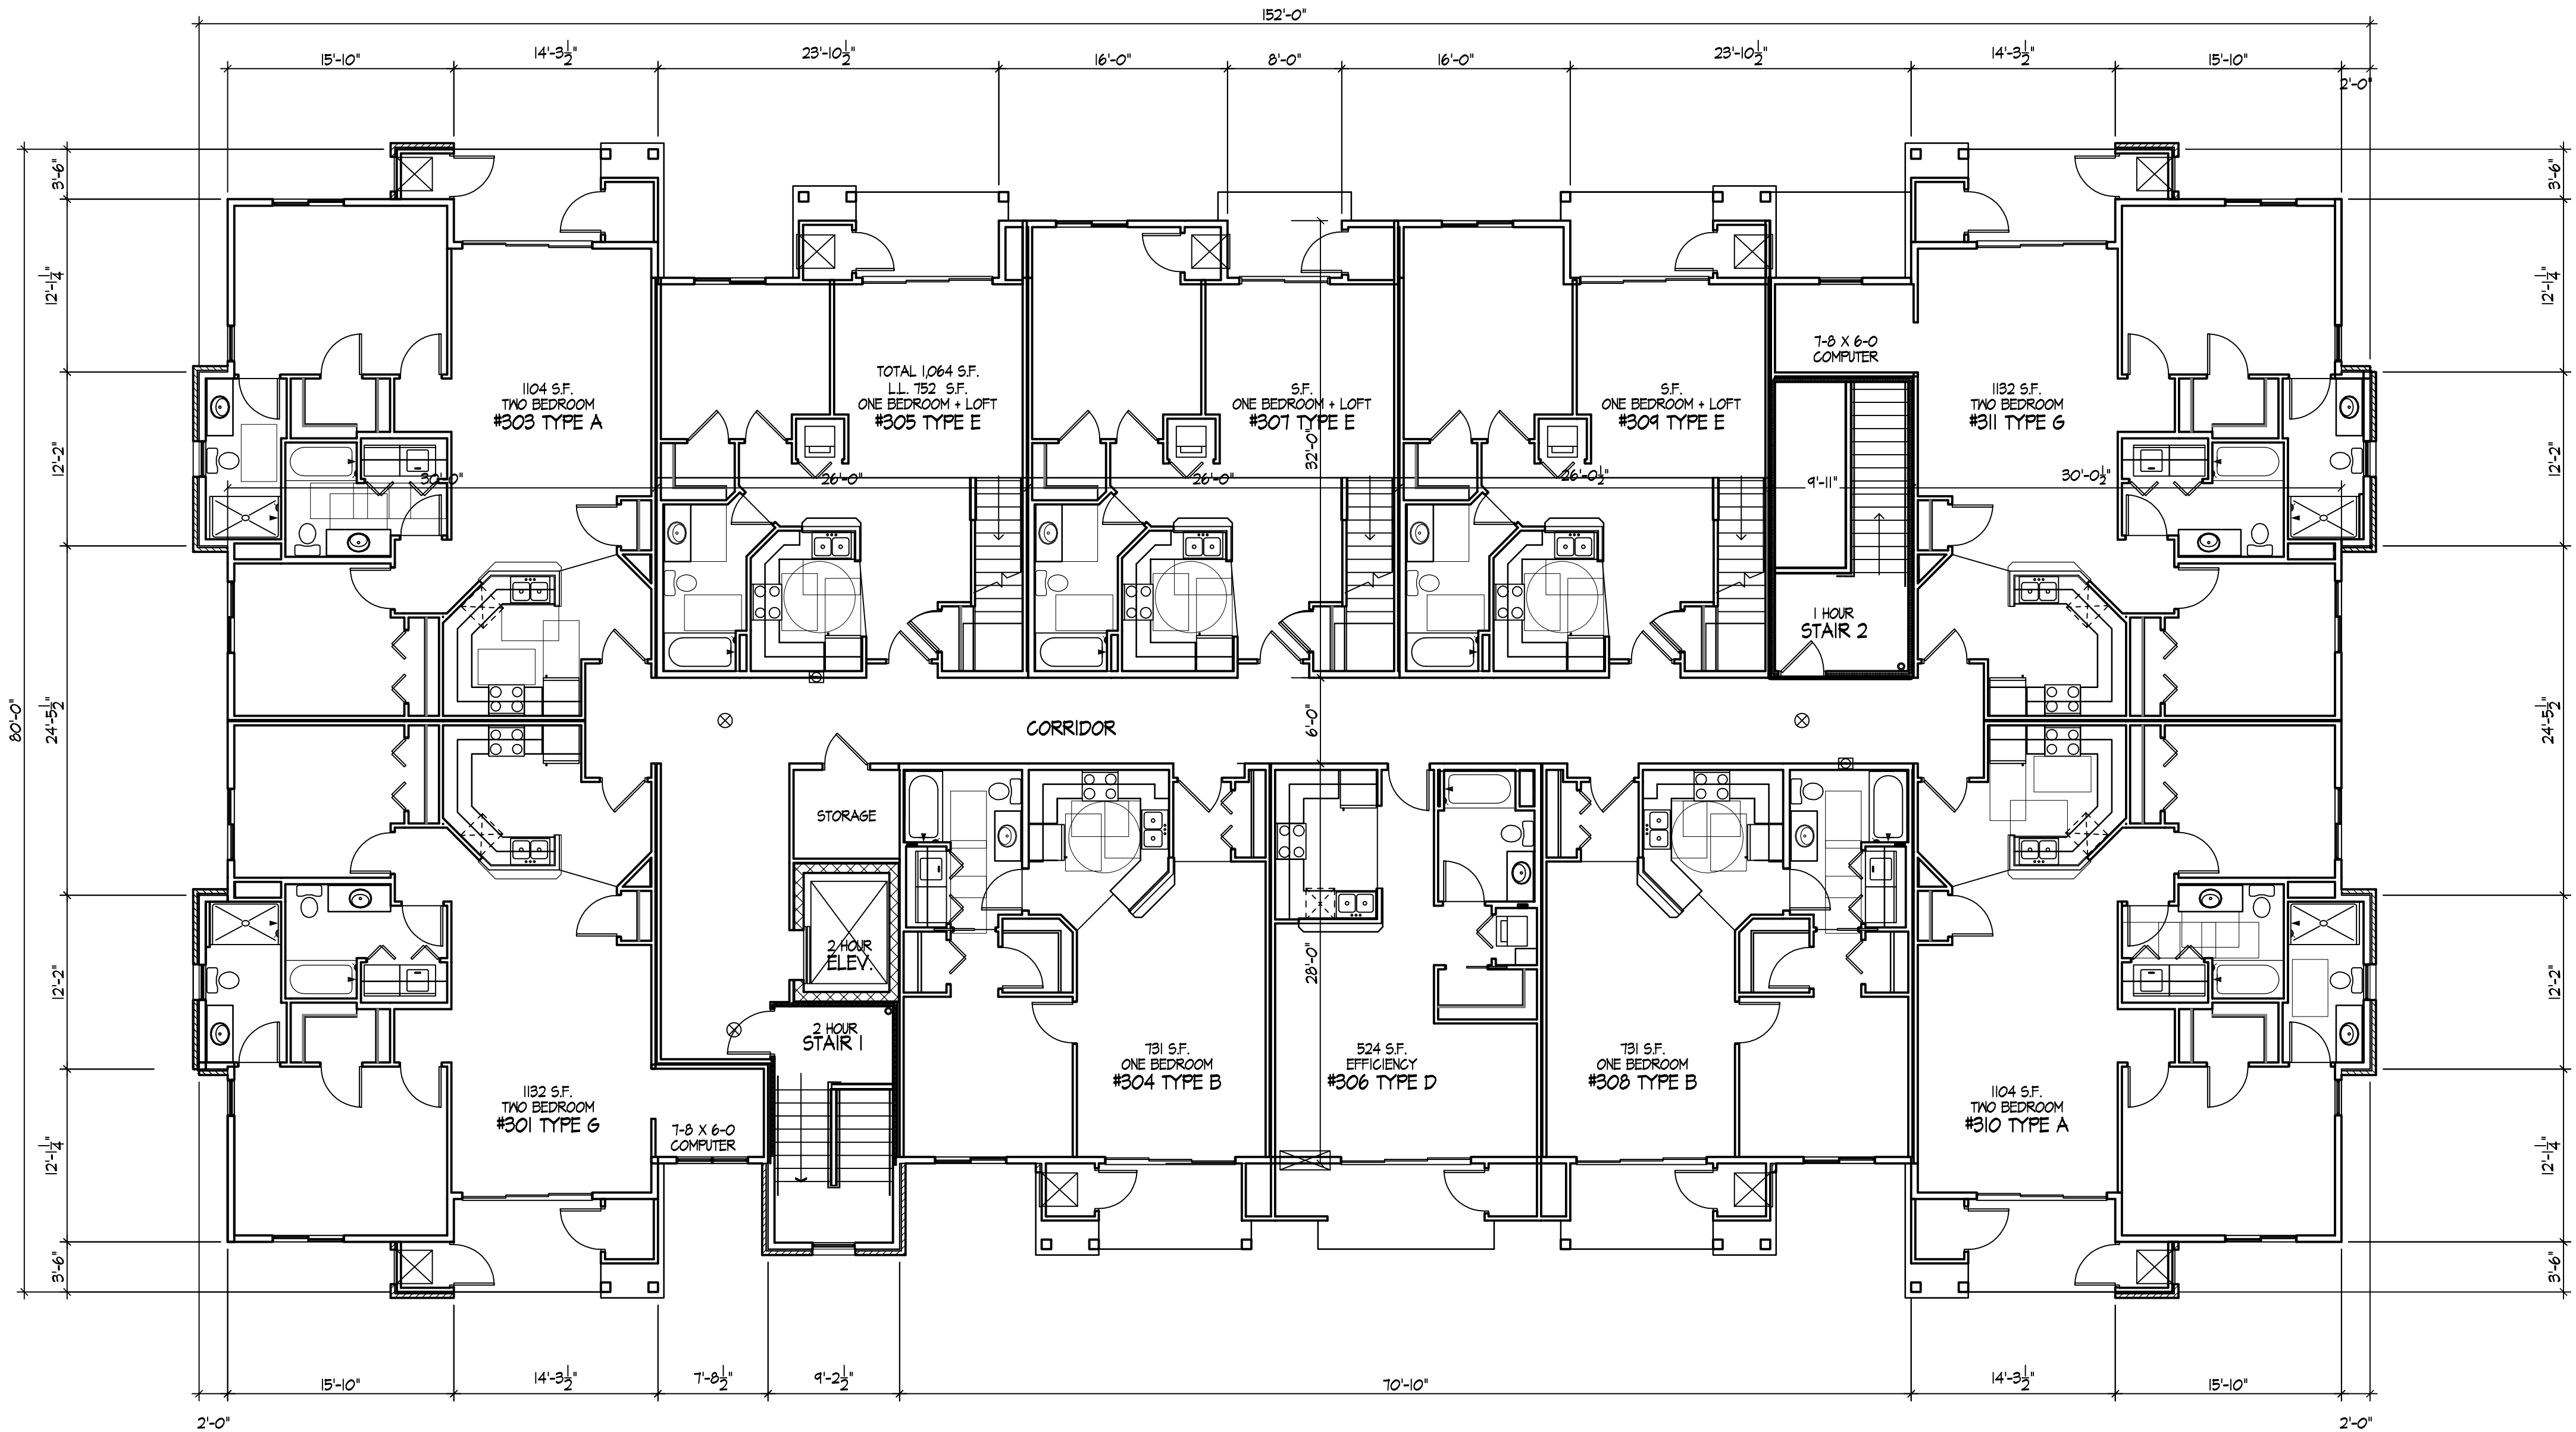 152'-0"
15'-10"
14'-3 1/2"
23'-10 1/2"
16'-0"
8'-0"
16'-0"
23'-10 1/2"
14'-3 1/2"
15'-10"
2'-0"
80'-0"
3'-6"
12'-1 1/4"
12'-2"
24'-5 1/2"
12'-2"
12'-1 1/4"
3'-6"
1104 S.F.
TWO BEDROOM
#303 TYPE A
TOTAL 1,064 S.F.
L.L. 752 S.F.
ONE BEDROOM + LOFT
#305 TYPE E
S.F.
ONE BEDROOM + LOFT
#307 TYPE E
S.F.
ONE BEDROOM + LOFT
#309 TYPE E
7-8 X 6-0
COMPUTER
1132 S.F.
TWO BEDROOM
#311 TYPE G
30'-0"
26'-0"
26'-0"
32'-0"
26'-0 1/2"
9'-11"
30'-0 1/2"
1 HOUR
STAIR 2
CORRIDOR
6'-0"
STORAGE
2 HOUR
ELEV.
2 HOUR
STAIR 1
28'-0"
1132 S.F.
TWO BEDROOM
#301 TYPE G
7-8 X 6-0
COMPUTER
731 S.F.
ONE BEDROOM
#304 TYPE B
524 S.F.
EFFICIENCY
#306 TYPE D
731 S.F.
ONE BEDROOM
#308 TYPE B
1104 S.F.
TWO BEDROOM
#310 TYPE A
3'-6"
12'-1 1/4"
12'-2"
24'-5 1/2"
12'-2"
12'-1 1/4"
3'-6"
15'-10"
14'-3 1/2"
7'-8 1/2"
9'-2 1/2"
70'-10"
14'-3 1/2"
15'-10"
2'-0"
2'-0"